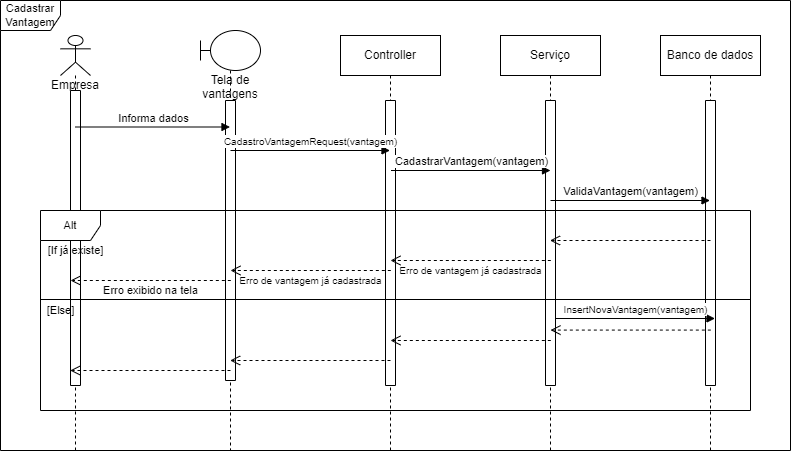 Cadastrar
Vantagem
Empresa
Tela de
vantagens
Controller
Serviço
Banco de dados
Informa dados
CadastroVantagemRequest(vantagem)
CadastrarVantagem(vantagem)
ValidaVantagem(vantagem)
Alt
[If já existe]
Erro de vantagem já cadastrada
Erro de vantagem já cadastrada
Erro exibido na tela
[Else]
InsertNovaVantagem(vantagem)